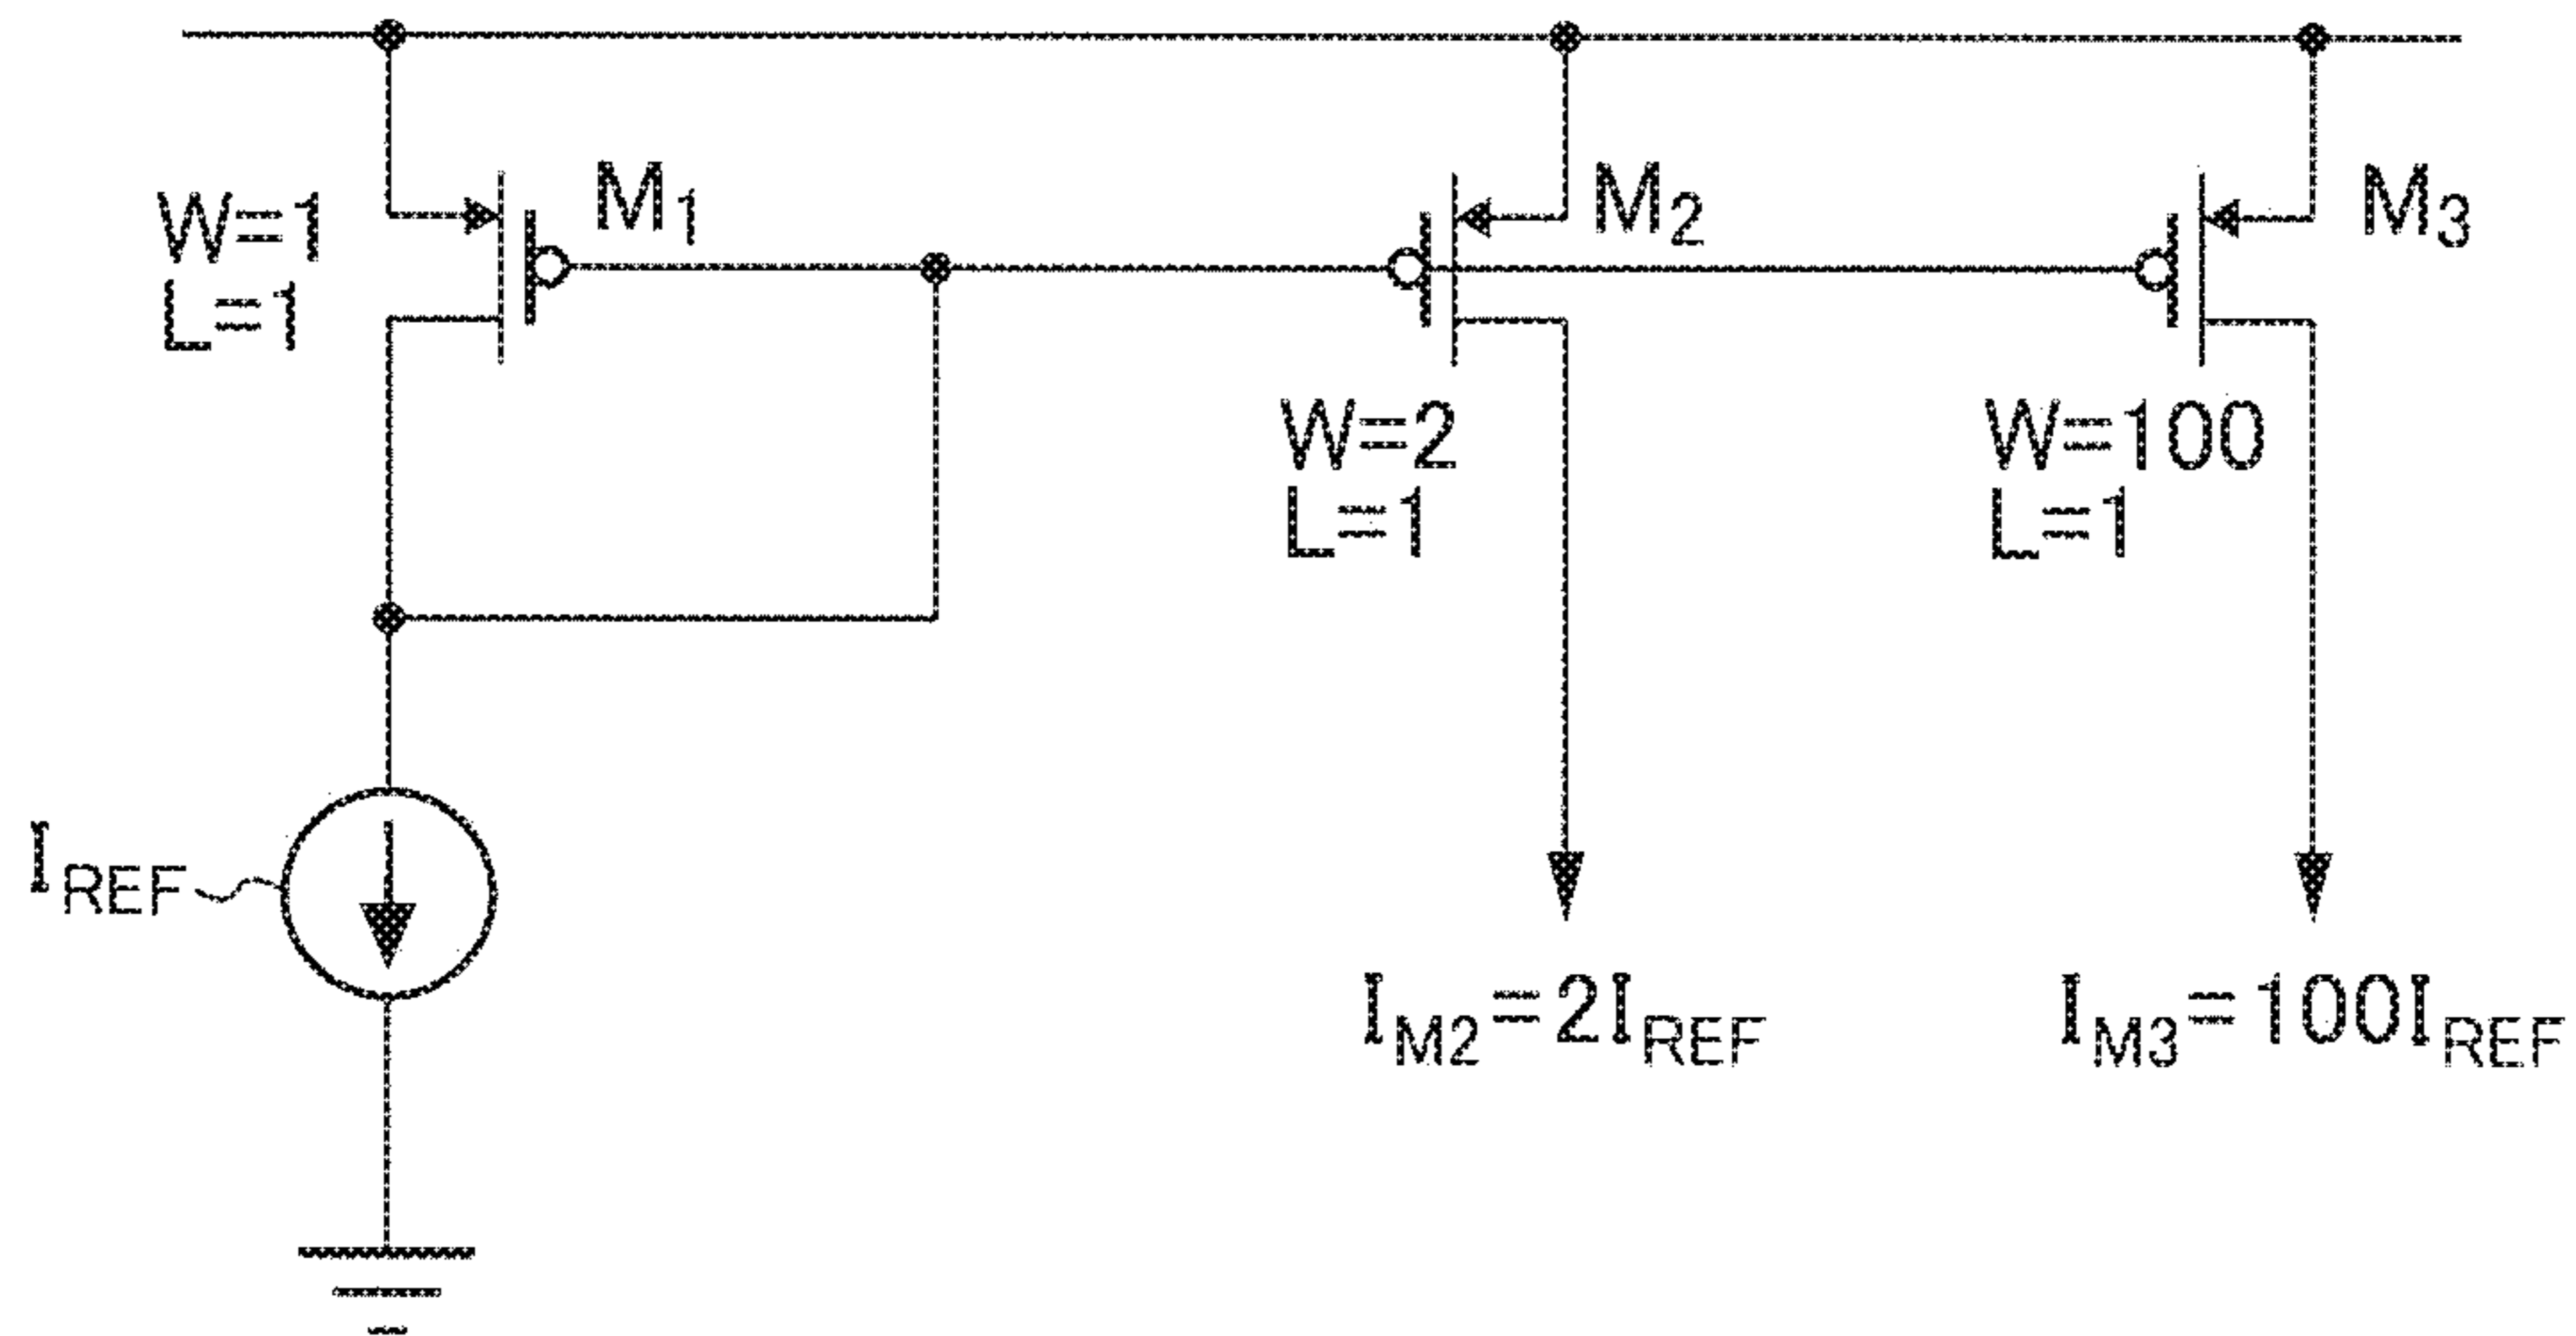 W=1
L=1
M1
M2
M3
W=2
L=1
W=100
L=1
IREF
IM2=2IREF
IM3=100IREF